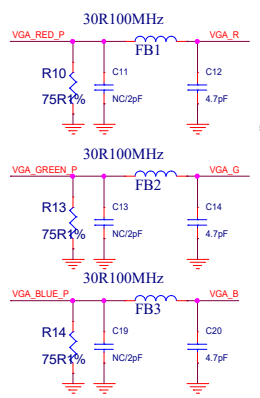 30R100MHz
VGA_RED_P
VGA_R
FB1
R10
75R1%
C11
NC/2pF
C12
4.7pF
30R100MHz
VGA_GREEN_P
VGA_G
FB2
R13
75R1%
C13
NC/2pF
C14
4.7pF
30R100MHz
VGA_BLUE_P
VGA_B
FB3
R14
75R1%
C19
NC/2pF
C20
4.7pF